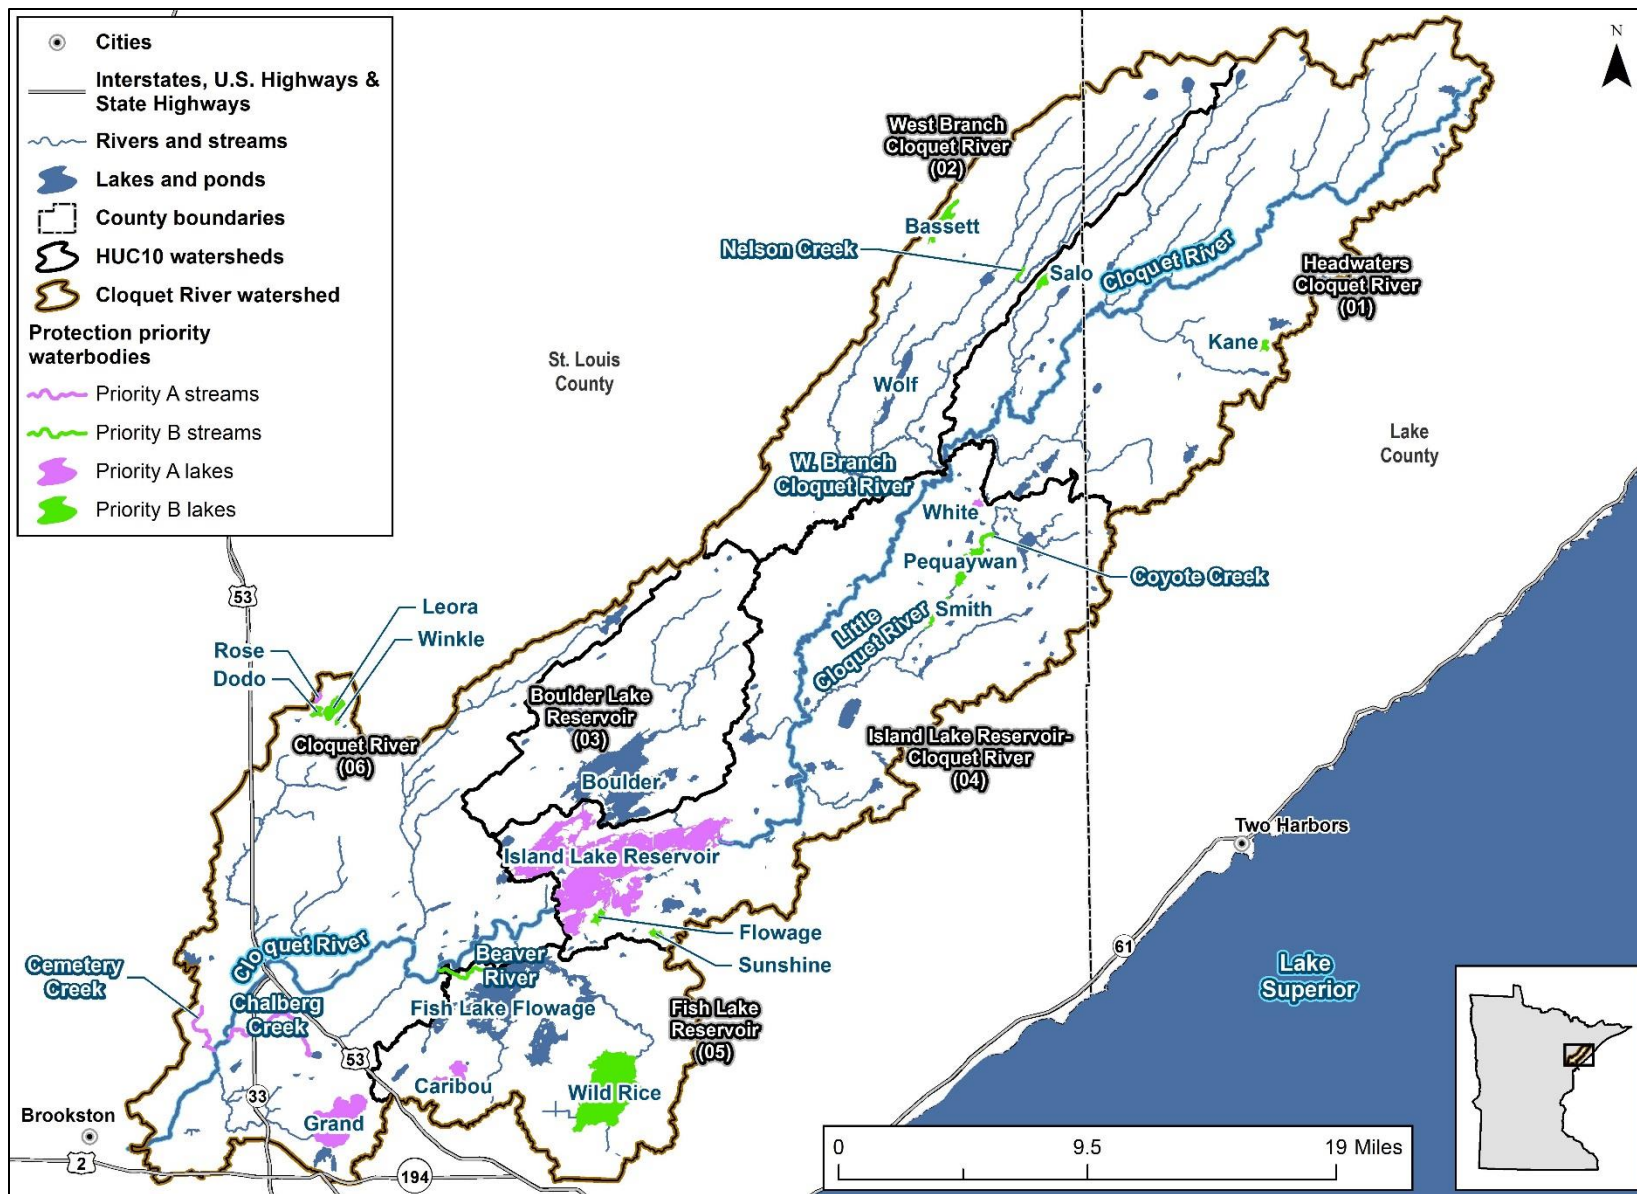 Cities
Interstates, U.S. Highways &
State Highways
Rivers and streams
Lakes and ponds
County boundaries
HUC10 watersheds
Cloquet River watershed
Protection priority
waterbodies
Priority A streams
Priority B streams
Priority A lakes
Priority B lakes
N
West Branch
Cloquet River
(02)
Bassett
Nelson Creek
Salo
Cloquet River
Headwaters
Cloquet River
(01)
Kane
St. Louis
County
Wolf
Lake
County
W. Branch
Cloquet River
White
Pequaywan
Coyote Creek
Smith
Little
Cloquet River
53
Leora
Winkle
Rose
Dodo
Boulder Lake
Reservoir
(03)
Cloquet River
(06)
Island Lake Reservoir-
Cloquet River
(04)
Boulder
Two Harbors
Island Lake Reservoir
Flowage
Sunshine
61
Cloquet River
Beaver
River
Cemetery
Creek
Chalberg
Creek
Fish Lake Flowage
Fish Lake
Reservoir
(05)
Lake
Superior
53
Caribou
Wild Rice
33
Grand
Brookston
2
194
0
9.5
19 Miles